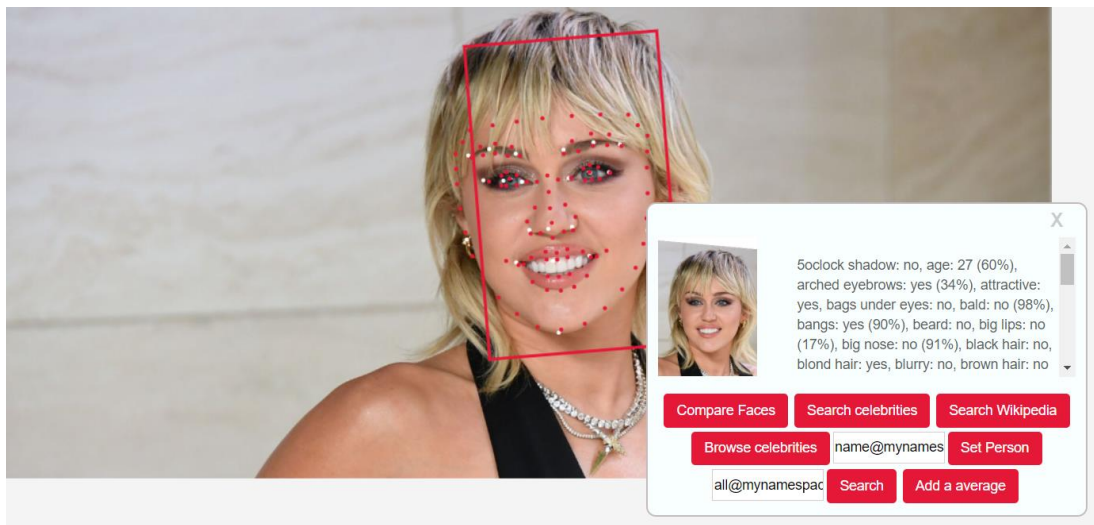 X
5oclock shadow: no, age: 27 (60%),
arched eyebrows: yes (34%), attractive:
yes, bags under eyes: no, bald: no (98%),
bangs: yes (90%), beard: no, big lips: no
(17%), big nose: no (91%), black hair: no,
blond hair: yes, blurry: no, brown hair: no
Compare Faces Search celebrities Search Wikipedia
Browse celebrities name@mynames Set Person
all@mynamespac Search Add a average